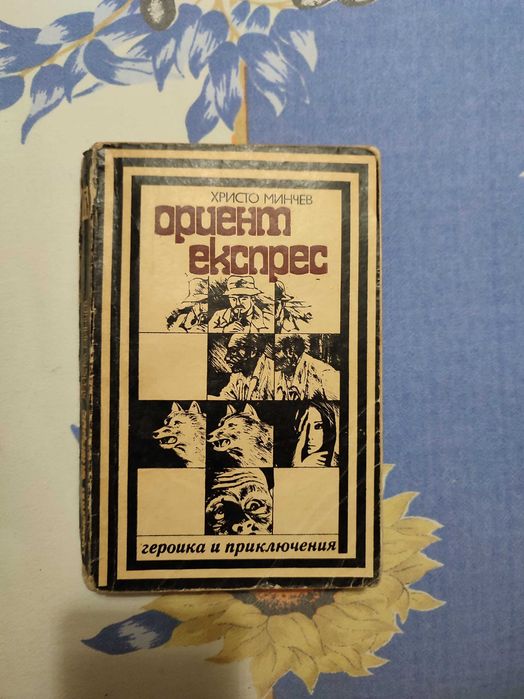 ХРИСТО МИНЧЕВ
ориент
експрес
героика и приключения